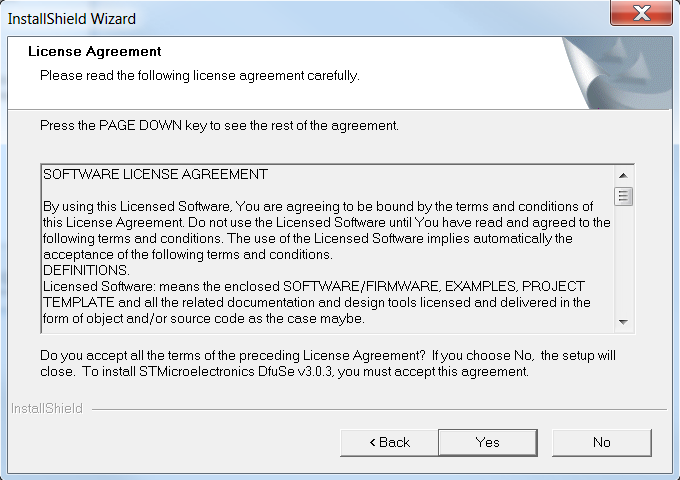 InstallShield Wizard
License Agreement
Please read the following license agreement carefully.
Press the PAGE DOWN key to see the rest of the agreement.
SOFTWARE LICENSE AGREEMENT
By using this Licensed Software, You are agreeing to be bound by the terms and conditions of
this License Agreement. Do not use the Licensed Software until You have read and agreed to the
following terms and conditions. The use of the Licensed Software implies automatically the
acceptance of the following terms and conditions.
DEFINITIONS.
Licensed Software: means the enclosed SOFTWARE/FIRMWARE, EXAMPLES, PROJECT
TEMPLATE and all the related documentation and design tools licensed and delivered in the
form of object and/or source code as the case maybe.
Do you accept all the terms of the preceding License Agreement?  If you choose No,  the setup will
close.  To install STMicroelectronics DfuSe v3.0.3, you must accept this agreement.
InstallShield
< Back
Yes
No